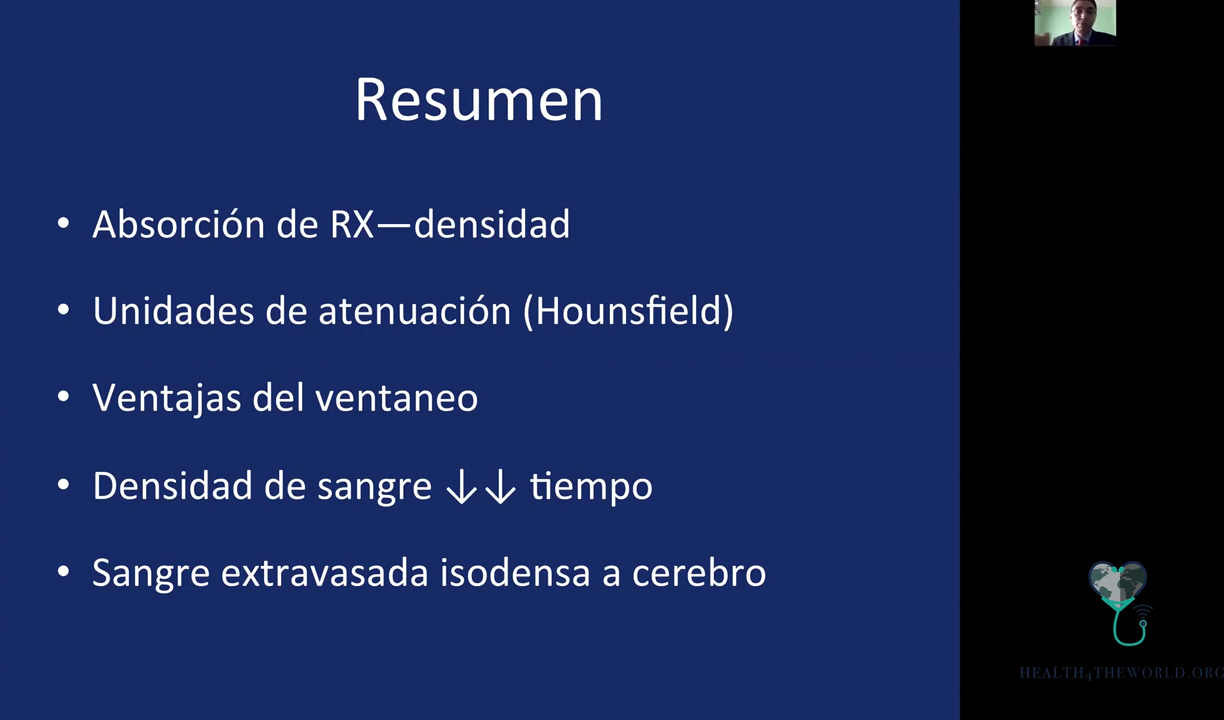 Resumen
• Absorción de RX—densidad
• Unidades de atenuación (Hounsfield)
• Ventajas del ventaneo
• Densidad de sangre ↓↓ tiempo
• Sangre extravasada isodensa a cerebro
HEALTH4THEWORLD.ORG